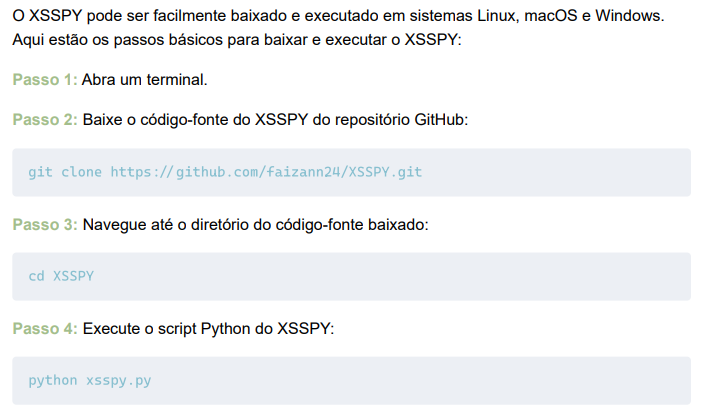 O XSSPY pode ser facilmente baixado e executado em sistemas Linux, macOS e Windows.
Aqui estão os passos básicos para baixar e executar o XSSPY:
Passo 1: Abra um terminal.
Passo 2: Baixe o código-fonte do XSSPY do repositório GitHub:
git clone https://github.com/faizann24/XSSPY.git
Passo 3: Navegue até o diretório do código-fonte baixado:
cd XSSPY
Passo 4: Execute o script Python do XSSPY:
python xsspy.py